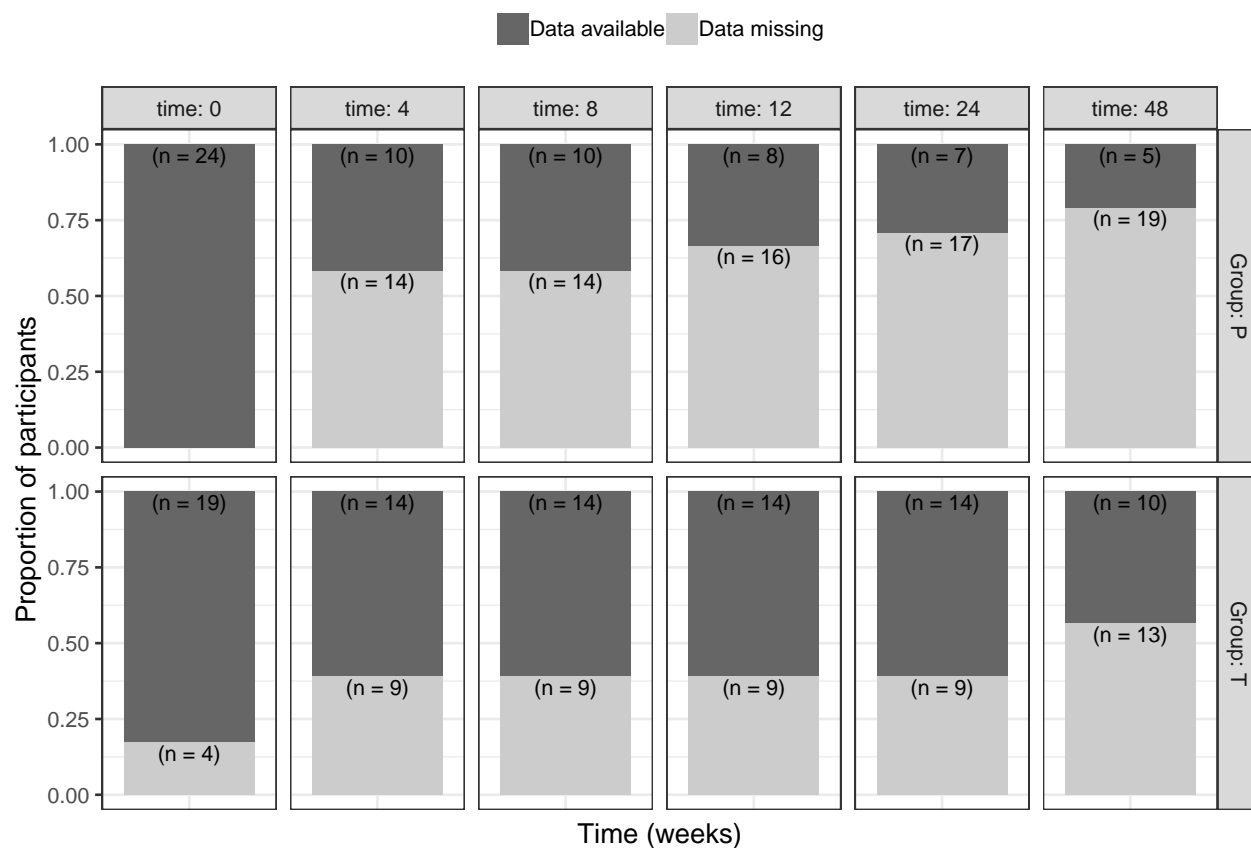 Data available Data missing
time: 0 time: 4 time: 8 time: 12 time: 24 time: 48
1.00 (n = 24) (n = 10) (n = 10) (n = 8) (n = 7) (n = 5)
0.75 (n = 19)
(n = 17)
(n = 16)
(n = 14) (n = 14)
0.50
0.25
0.00
Group: P
Proportion of participants
1.00 (n = 19) (n = 14) (n = 14) (n = 14) (n = 14) (n = 10)
0.75
0.50 (n = 13)
(n = 9) (n = 9) (n = 9) (n = 9)
0.25
(n = 4)
0.00
Group: T
Time (weeks)